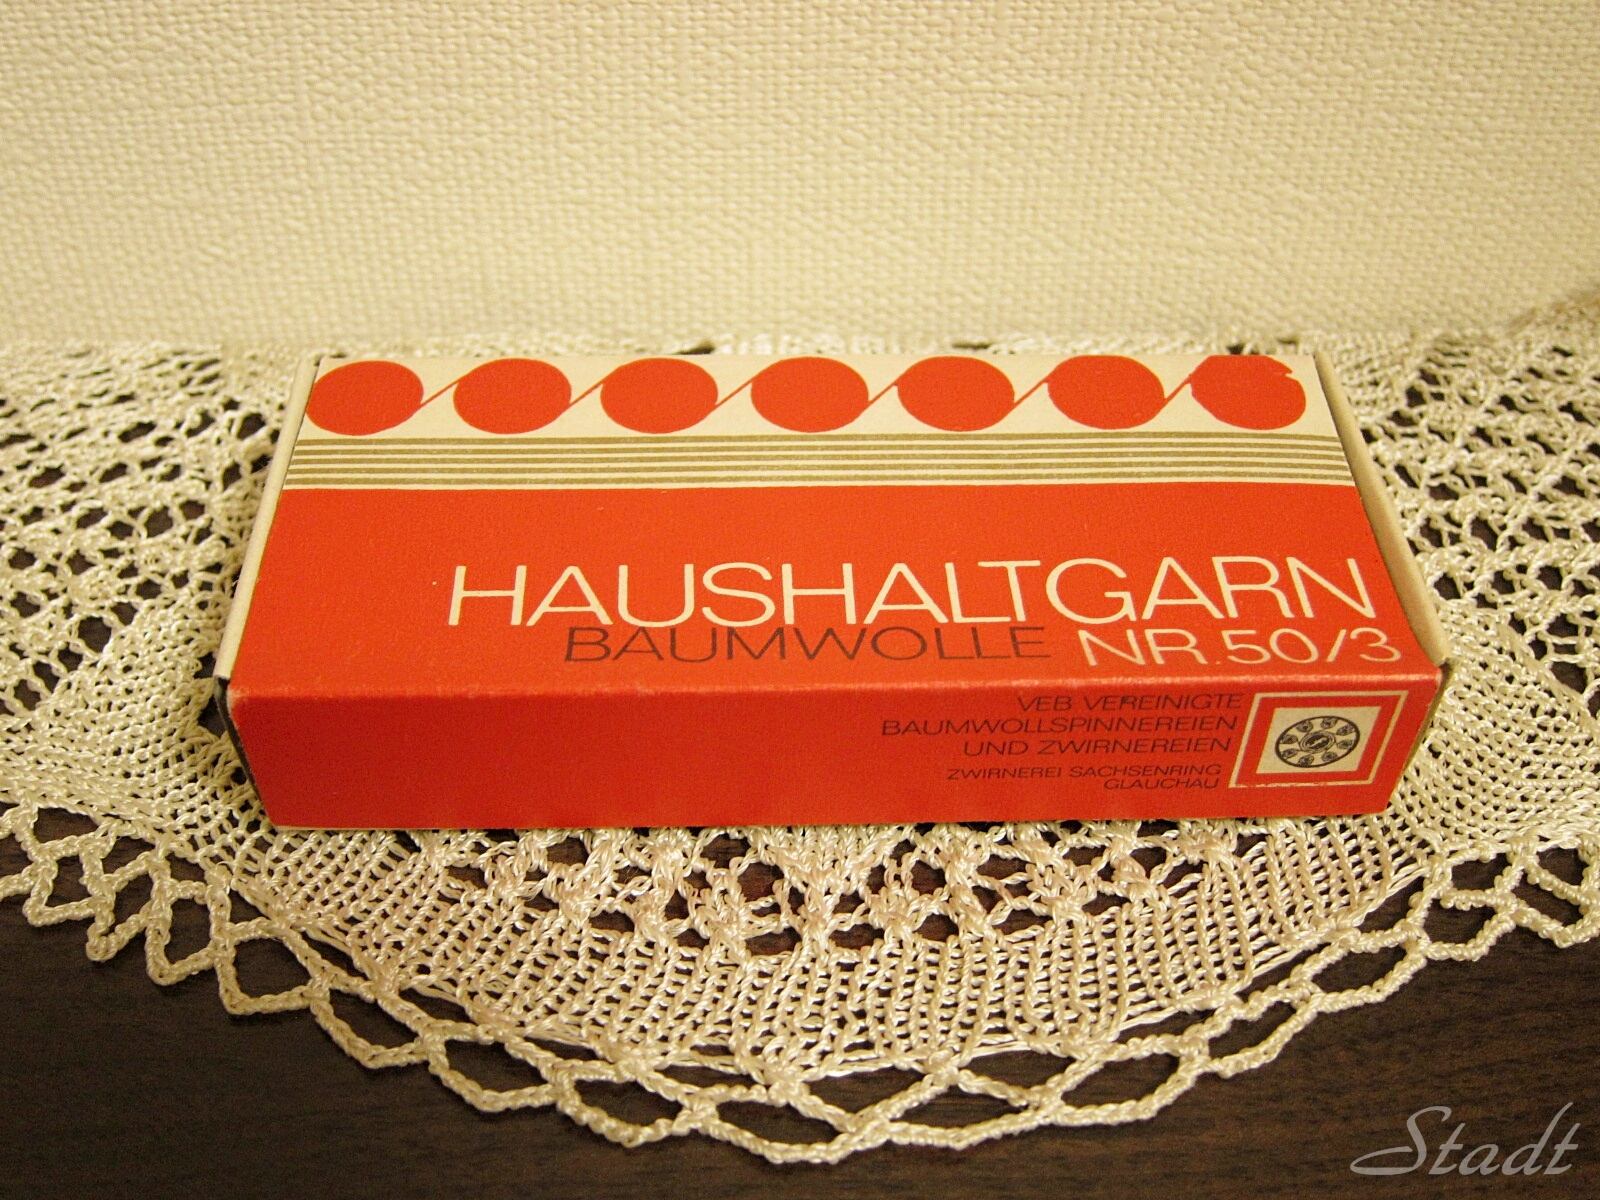 HAUSHALTGARN
BAUMWOLLE NR. 50/3
VEB VEREINIGTE
BAUMWOLLSPINNEREIEN
UND ZWIRNEREIEN
ZWIRNEREI SACHSENRING
GLAUCHAU
Stadt